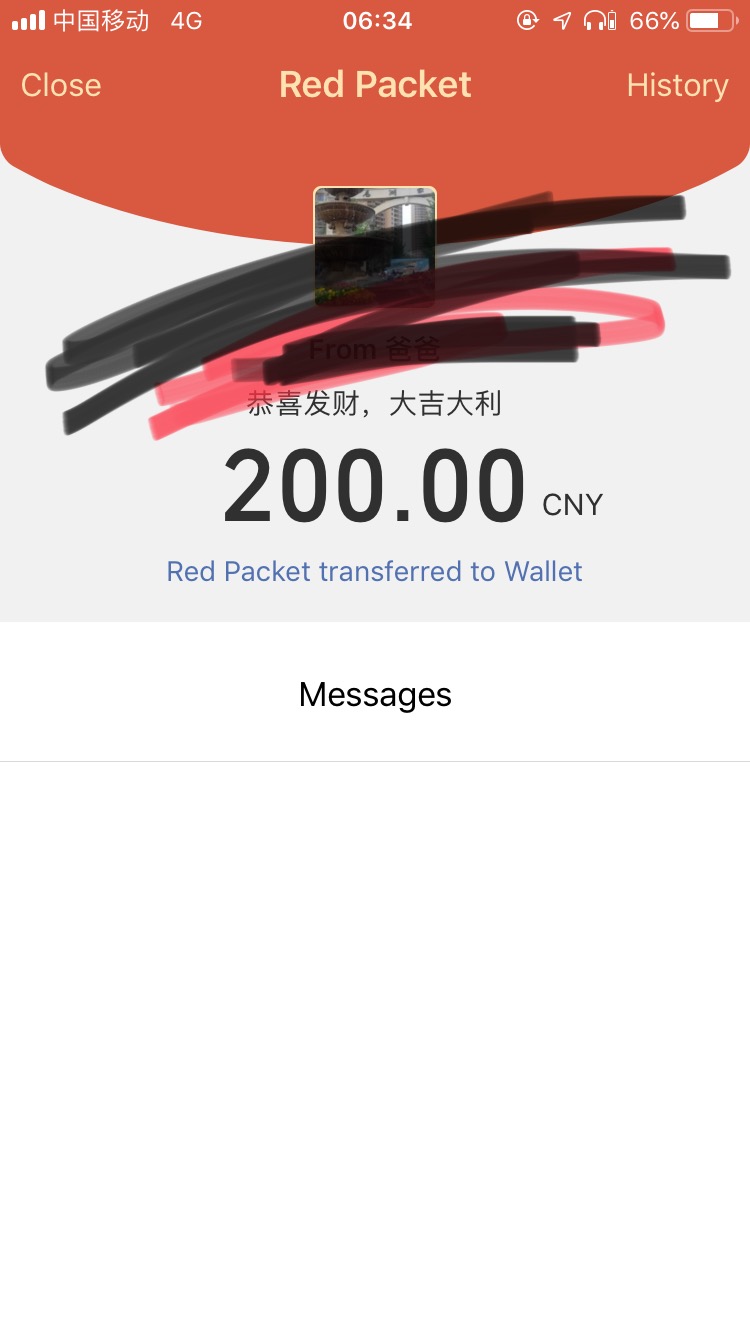 中国移动 4G 06:34 66%
Close Red Packet History
From 爸爸
恭喜发财，大吉大利
200.00 CNY
Red Packet transferred to Wallet
Messages